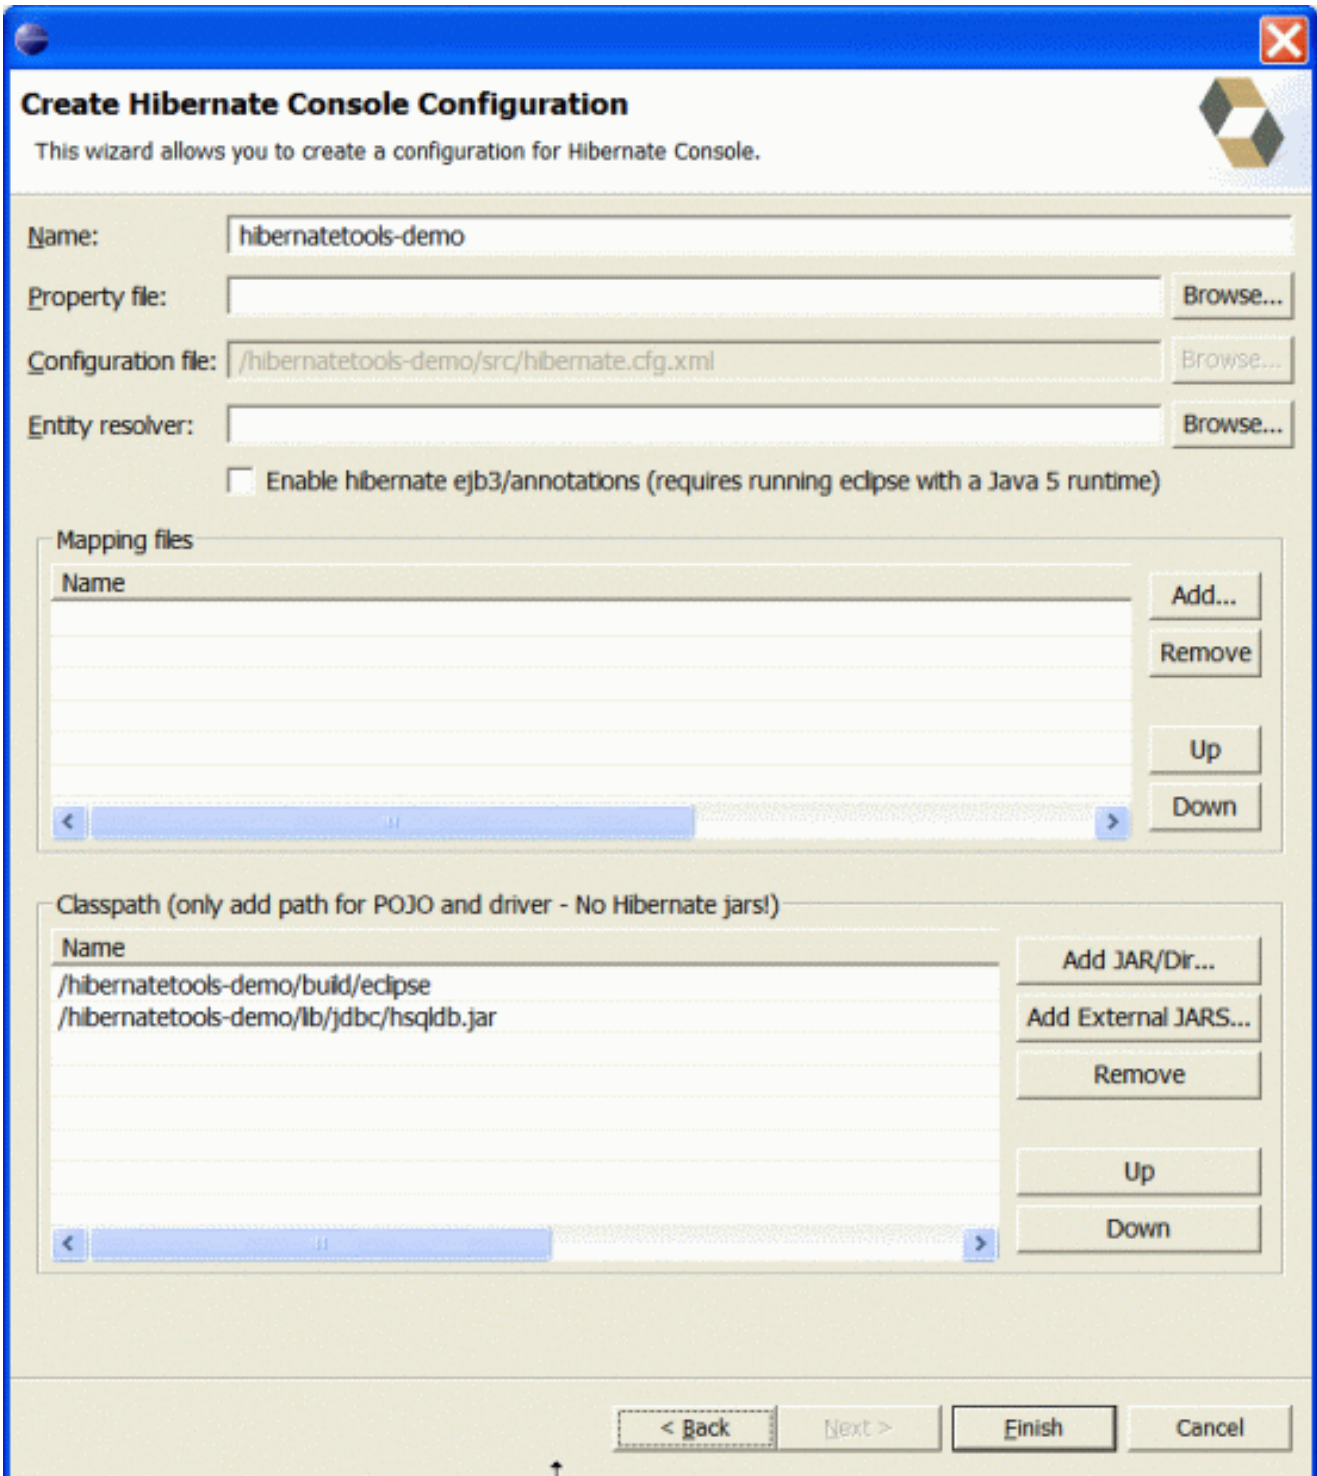 Create Hibernate Console Configuration
This wizard allows you to create a configuration for Hibernate Console.
Name: hibernatetools-demo
Property file: Browse...
Configuration file: /hibernatetools-demo/src/hibernate.cfg.xml Browse...
Entity resolver: Browse...
Enable hibernate ejb3/annotations (requires running eclipse with a Java 5 runtime)
Mapping files
Name
Add...
Remove
Up
Down
Classpath (only add path for POJO and driver - No Hibernate jars!)
Name
/hibernatetools-demo/build/eclipse
/hibernatetools-demo/lib/jdbc/hsqldb.jar
Add JAR/Dir...
Add External JARS...
Remove
Up
Down
< Back Next > Finish Cancel